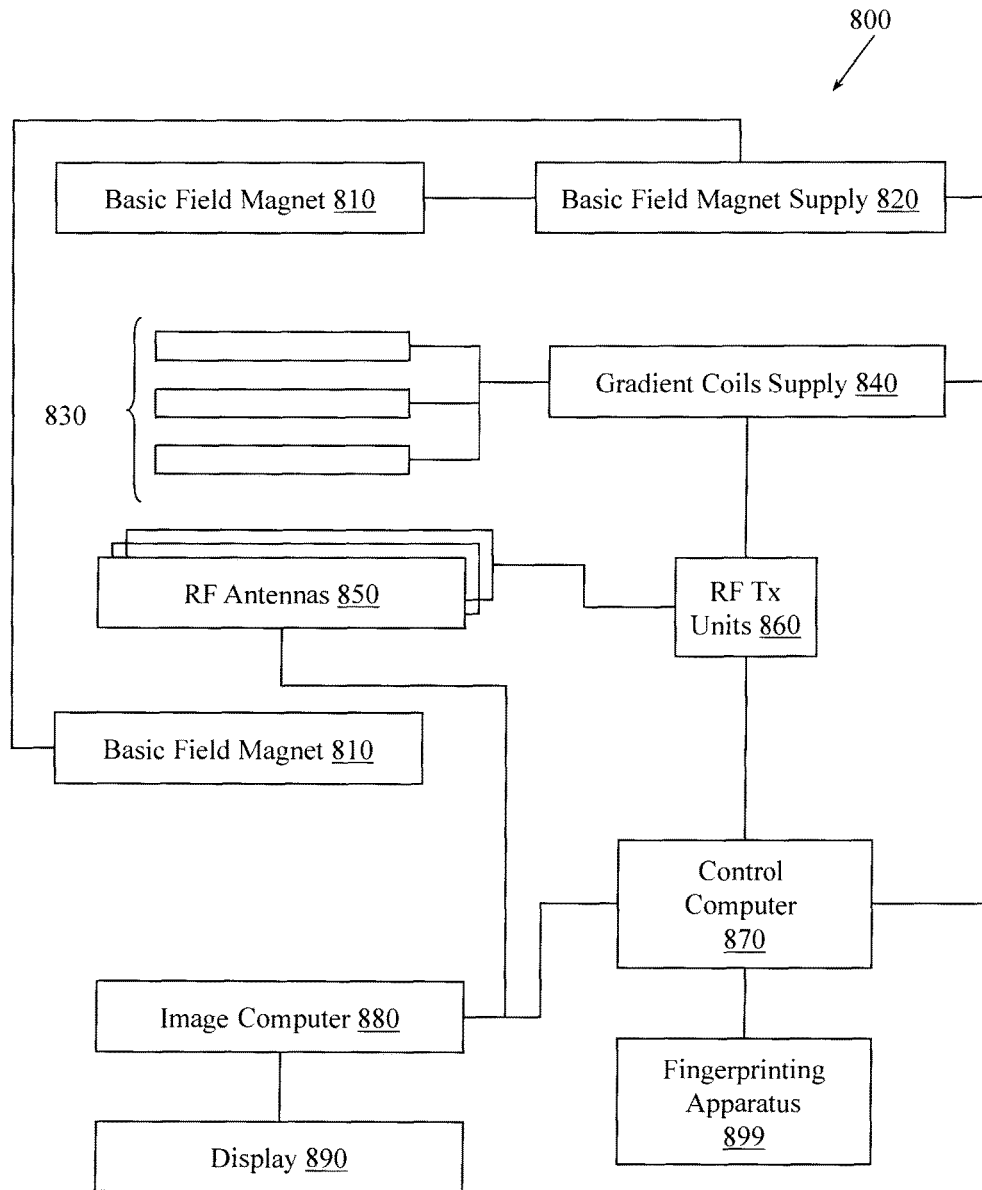 800
Basic Field Magnet 810
Basic Field Magnet Supply 820
830
Gradient Coils Supply 840
RF Antennas 850
RF Tx
Units 860
Basic Field Magnet 810
Control
Computer
870
Image Computer 880
Fingerprinting
Apparatus
899
Display 890